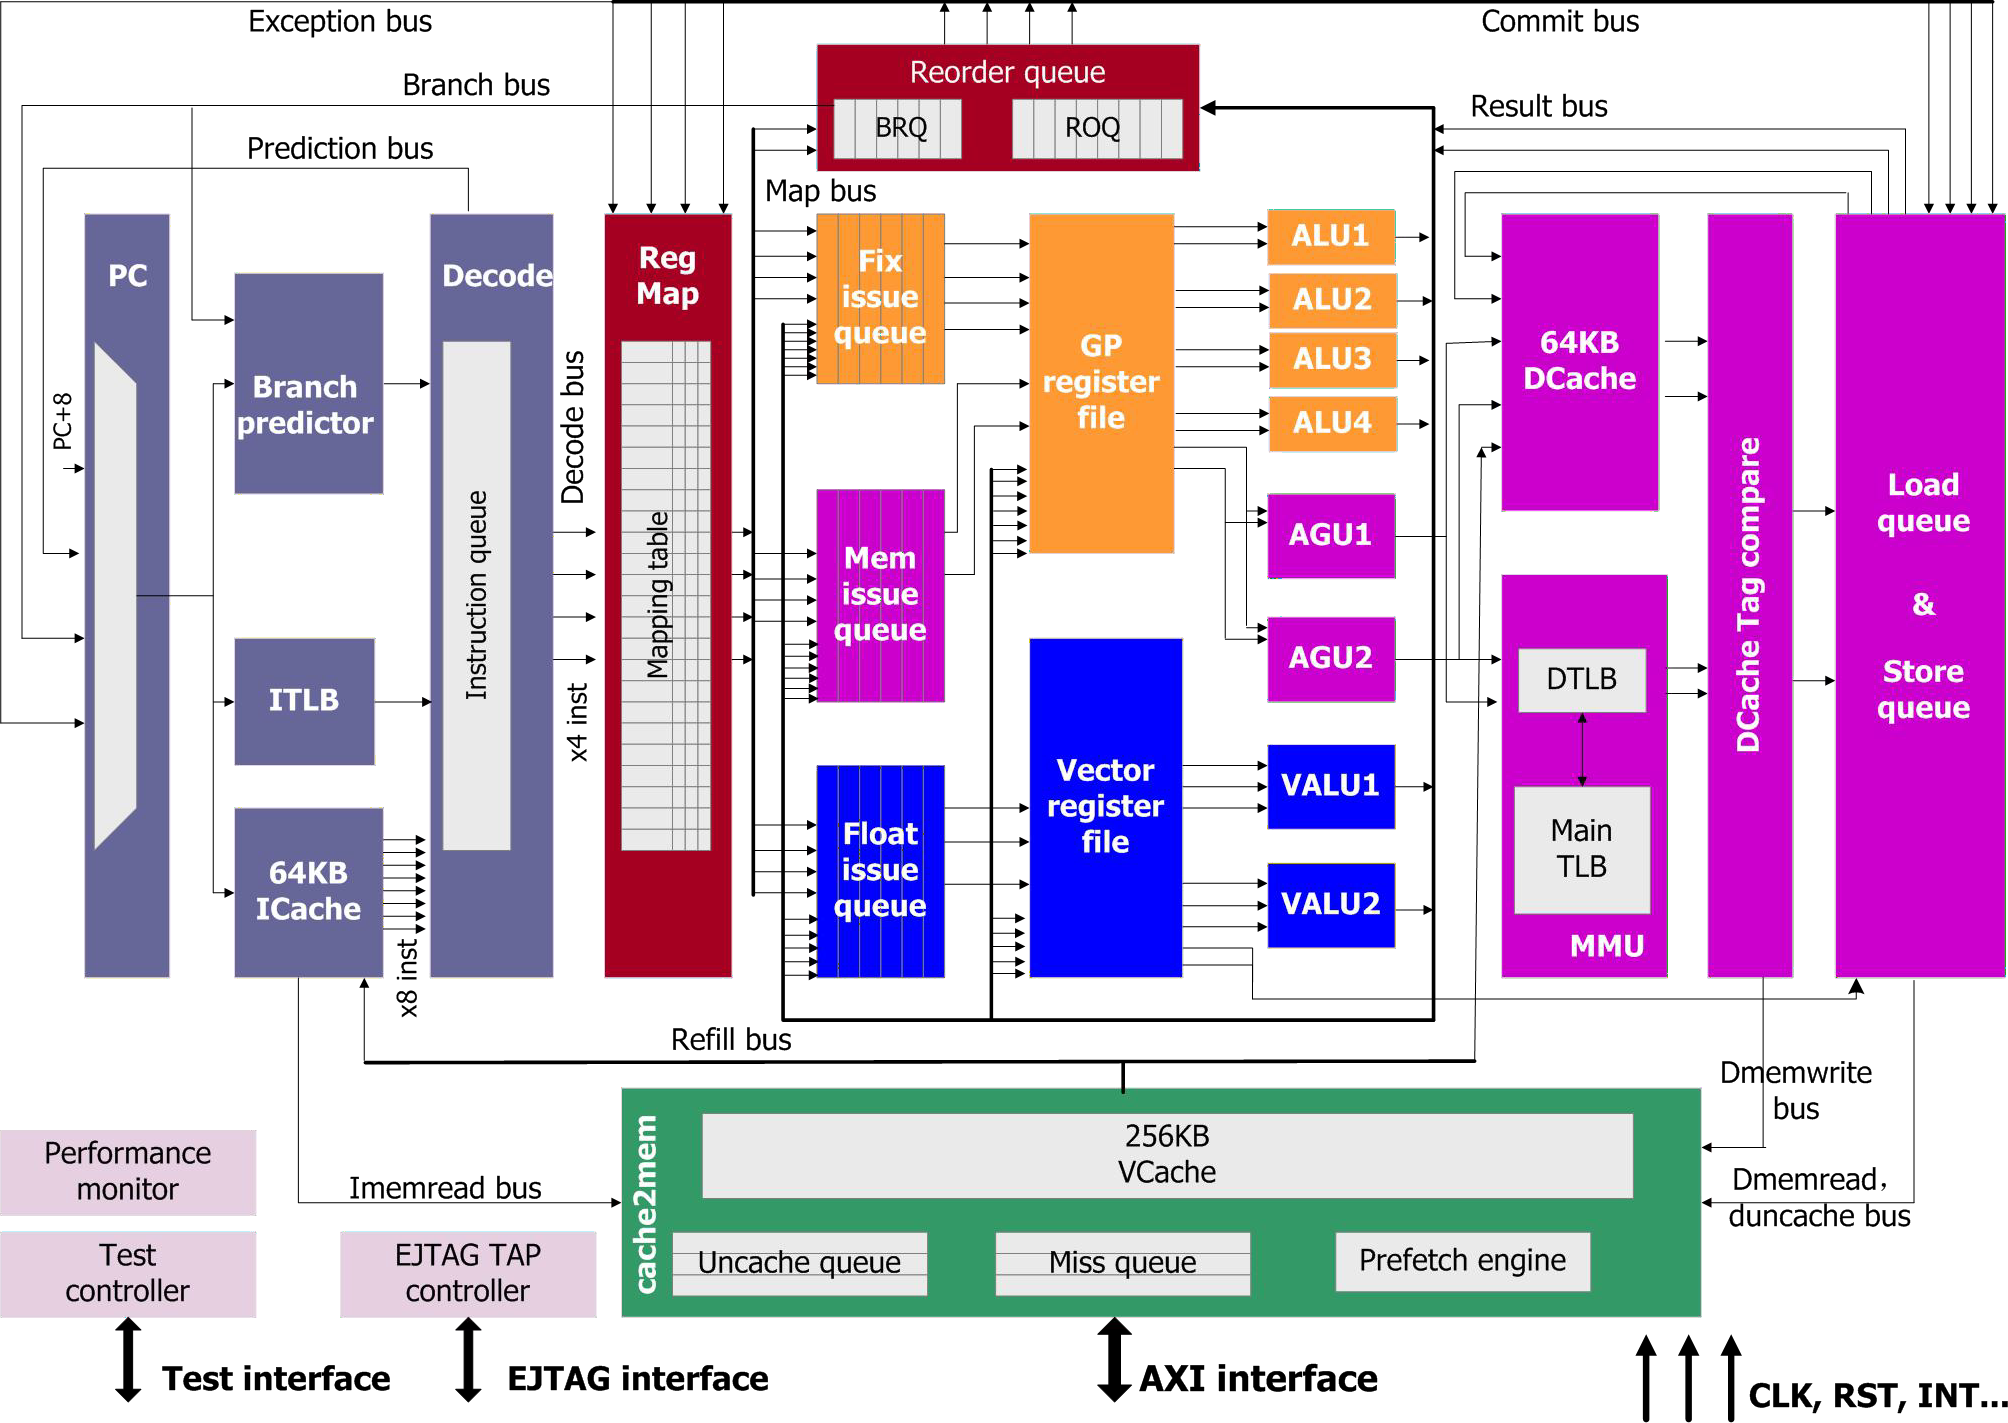 Exception bus
Commit bus
Reorder queue
Branch bus
BRQ
ROQ
Result bus
Prediction bus
Map bus
PC
PC+8
Branch
predictor
ITLB
64KB
ICache
x8 inst
Decode
Instruction queue
Decode bus
x4 inst
Reg
Map
Mapping table
Fix
issue
queue
Mem
issue
queue
Float
issue
queue
GP
register
file
Vector
register
file
ALU1
ALU2
ALU3
ALU4
AGU1
AGU2
VALU1
VALU2
64KB
DCache
DTLB
Main
TLB
MMU
DCache Tag compare
Load
queue
&
Store
queue
Refill bus
Dmemwrite
bus
Imemread bus
Dmemread，
duncache bus
cache2mem
256KB
VCache
Uncache queue
Miss queue
Prefetch engine
Performance
monitor
Test
controller
EJTAG TAP
controller
Test interface
EJTAG interface
AXI interface
CLK, RST, INT...